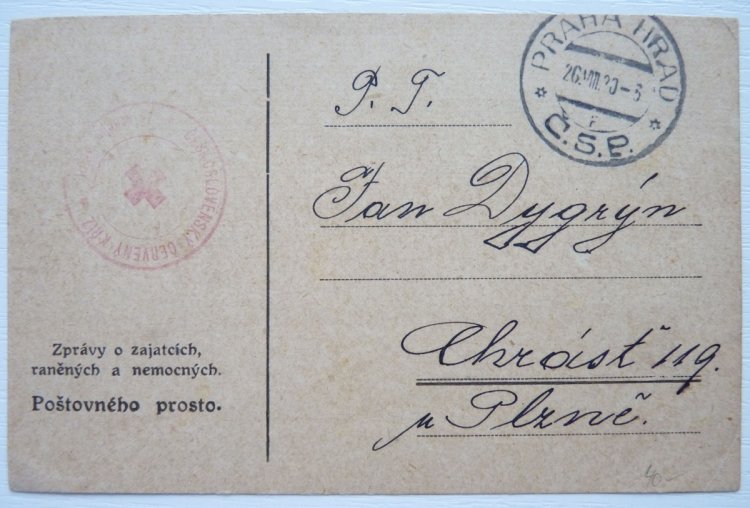 PRAHA HRAD
26.VIII.20-6
Č.S.P.
P. T.
Jan Dygrýn
Chrást 119.
u Plzně.
ČESKOSLOVENSKÝ ČERVENÝ KŘÍŽ
Zprávy o zajatcích,
raněných a nemocných.
Poštovného prosto.
40-